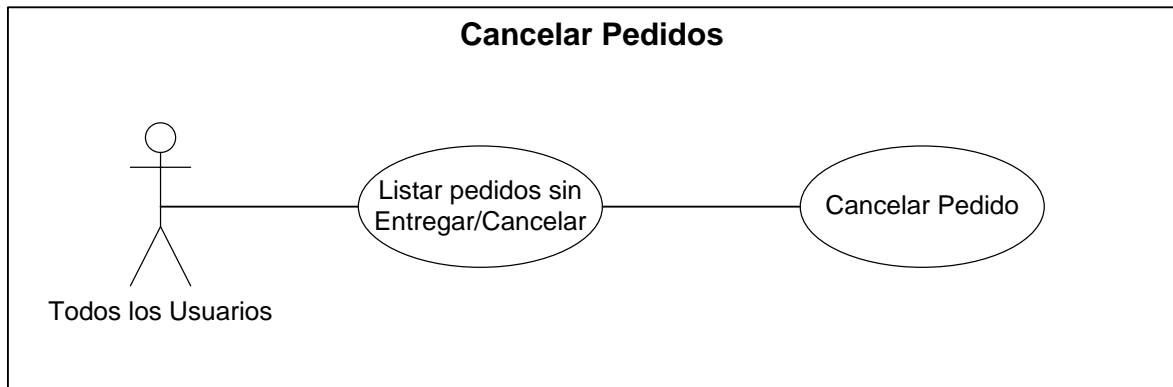 Cancelar Pedidos
Listar pedidos sin
Entregar/Cancelar
Cancelar Pedido
Todos los Usuarios